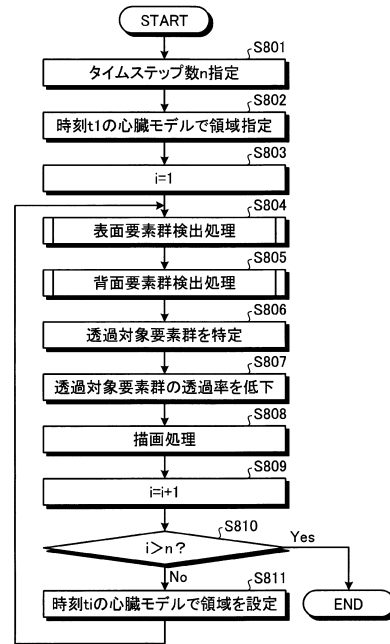 START
S801
タイムステップ数n指定
S802
時刻t1の心臓モデルで領域指定
S803
i=1
S804
表面要素群検出処理
S805
背面要素群検出処理
S806
透過対象要素群を特定
S807
透過対象要素群の透過率を低下
S808
描画処理
S809
i=i+1
S810
i>n?
Yes
No
S811
時刻tiの心臓モデルで領域を設定
END